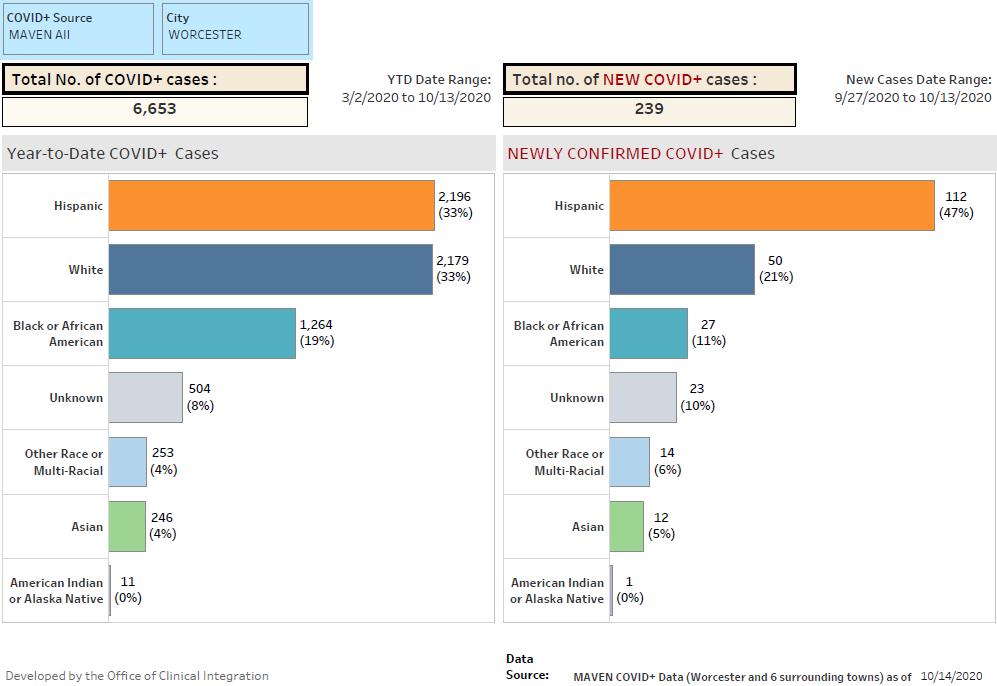 COVID+ Source
MAVEN All
City
WORCESTER
Total No. of COVID+ cases :
6,653
YTD Date Range:
3/2/2020 to 10/13/2020
Total no. of NEW COVID+ cases :
239
New Cases Date Range:
9/27/2020 to 10/13/2020
Year-to-Date COVID+ Cases
Hispanic
2,196
(33%)
White
2,179
(33%)
Black or African
American
1,264
(19%)
Unknown
504
(8%)
Other Race or
Multi-Racial
253
(4%)
Asian
246
(4%)
American Indian
or Alaska Native
11
(0%)
NEWLY CONFIRMED COVID+ Cases
Hispanic
112
(47%)
White
50
(21%)
Black or African
American
27
(11%)
Unknown
23
(10%)
Other Race or
Multi-Racial
14
(6%)
Asian
12
(5%)
American Indian
or Alaska Native
1
(0%)
Developed by the Office of Clinical Integration
Data
Source:
MAVEN COVID+ Data (Worcester and 6 surrounding towns) as of 10/14/2020